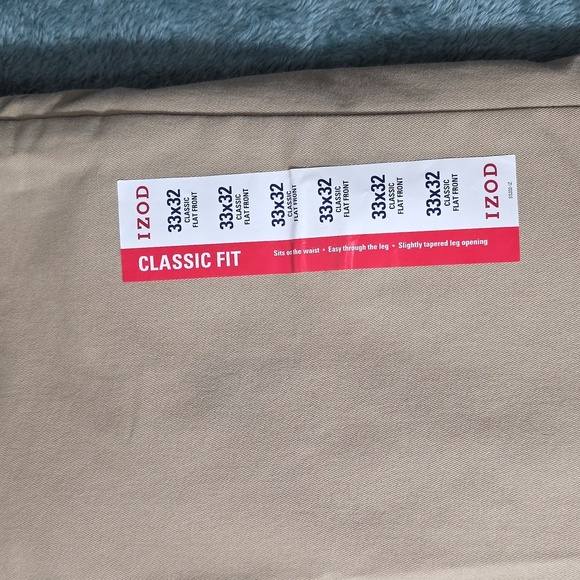 IZOD
33x32
CLASSIC
FLAT FRONT
33x32
CLASSIC
FLAT FRONT
33x32
CLASSIC
FLAT FRONT
33x32
CLASSIC
FLAT FRONT
33x32
CLASSIC
FLAT FRONT
33x32
CLASSIC
FLAT FRONT
IZOD
CLASSIC FIT
Sits on the waist • Easy through the leg • Slightly tapered leg opening